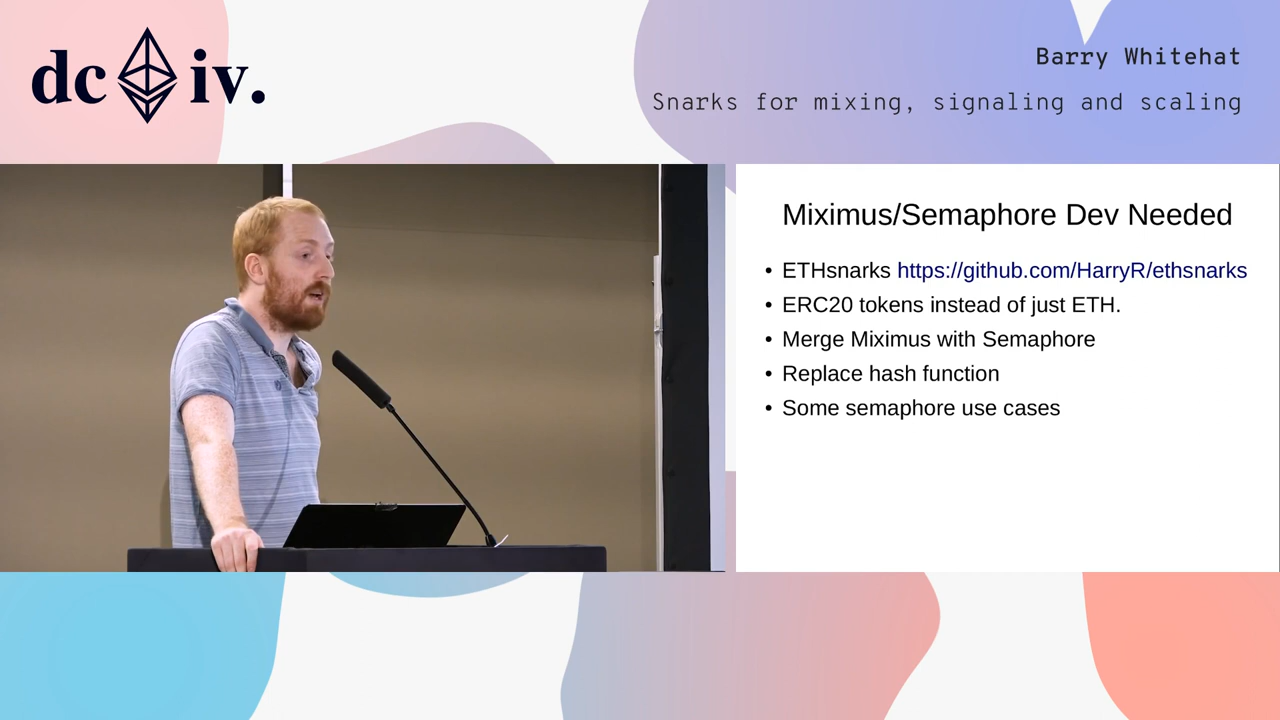 dc iv.
Barry Whitehat
Snarks for mixing, signaling and scaling
Miximus/Semaphore Dev Needed
• ETHsnarks https://github.com/HarryR/ethsnarks
• ERC20 tokens instead of just ETH.
• Merge Miximus with Semaphore
• Replace hash function
• Some semaphore use cases